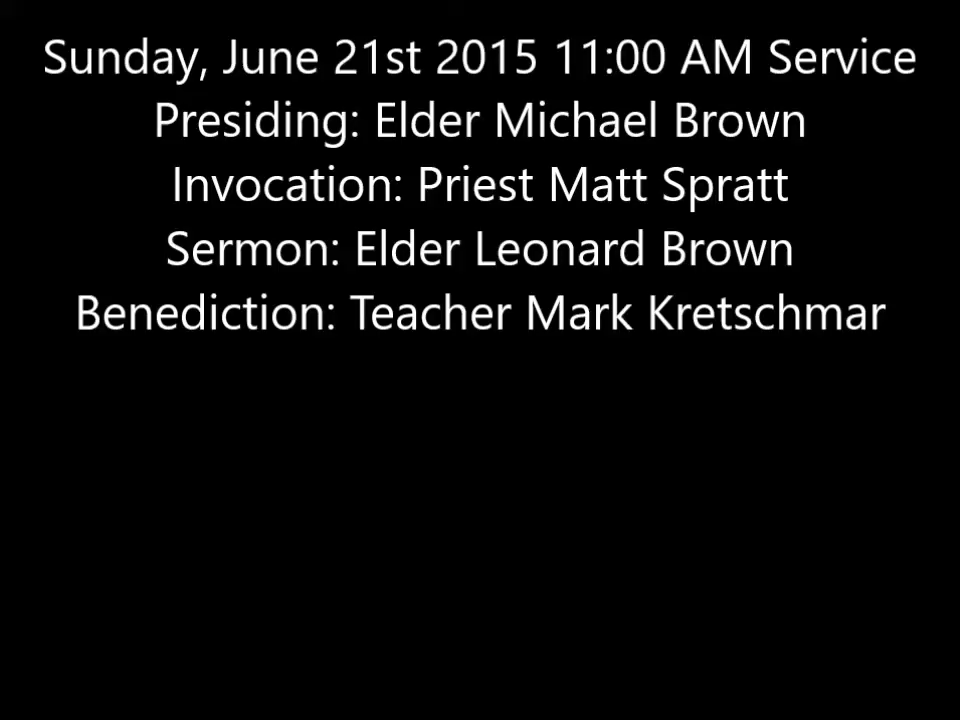 Sunday, June 21st 2015 11:00 AM Service
Presiding: Elder Michael Brown
Invocation: Priest Matt Spratt
Sermon: Elder Leonard Brown
Benediction: Teacher Mark Kretschmar